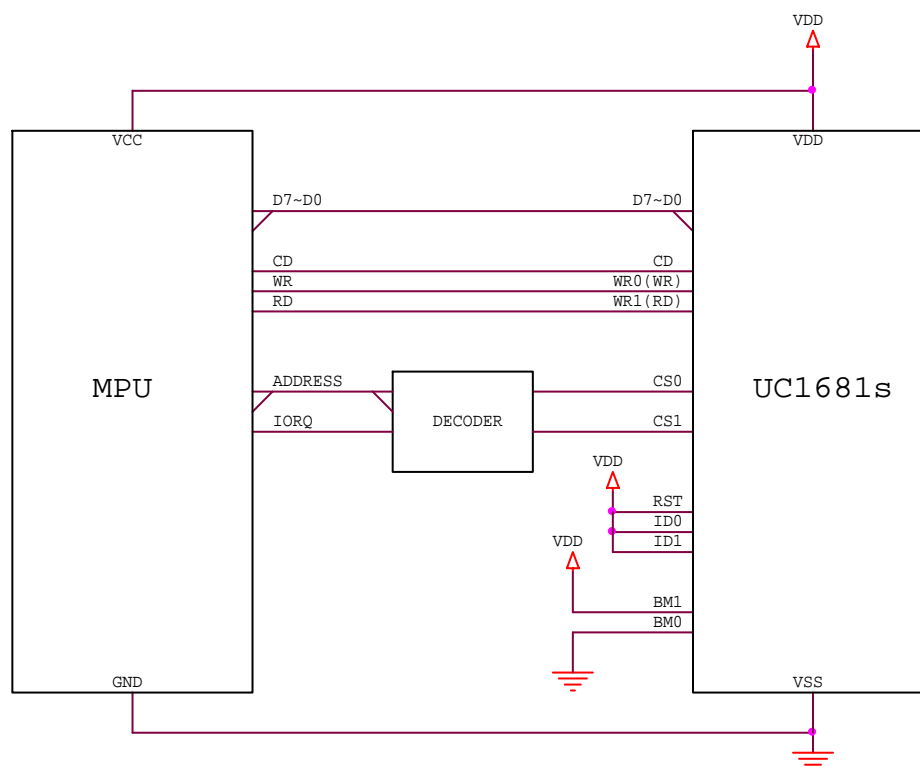 VDD
VCC VDD
D7~D0 D7~D0
CD CD
WR WR0(WR)
RD WR1(RD)
MPU ADDRESS CS0 UC1681s
IORQ DECODER CS1
VDD
RST
ID0
VDD ID1
BM1
BM0
GND VSS